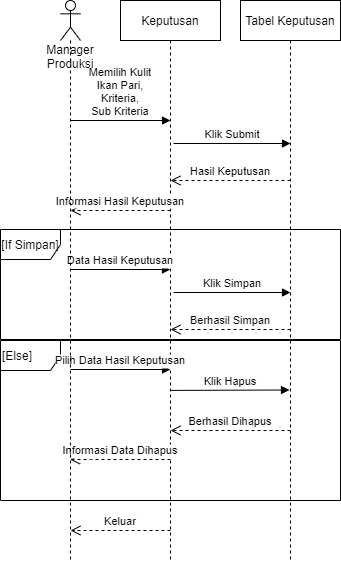 Keputusan
Tabel Keputusan
Manager
Produksi
Memilih Kulit
Ikan Pari,
Kriteria,
Sub Kriteria
Klik Submit
Hasil Keputusan
Informasi Hasil Keputusan
[If Simpan]
Data Hasil Keputusan
Klik Simpan
Berhasil Simpan
[Else]
Pilih Data Hasil Keputusan
Klik Hapus
Berhasil Dihapus
Informasi Data Dihapus
Keluar